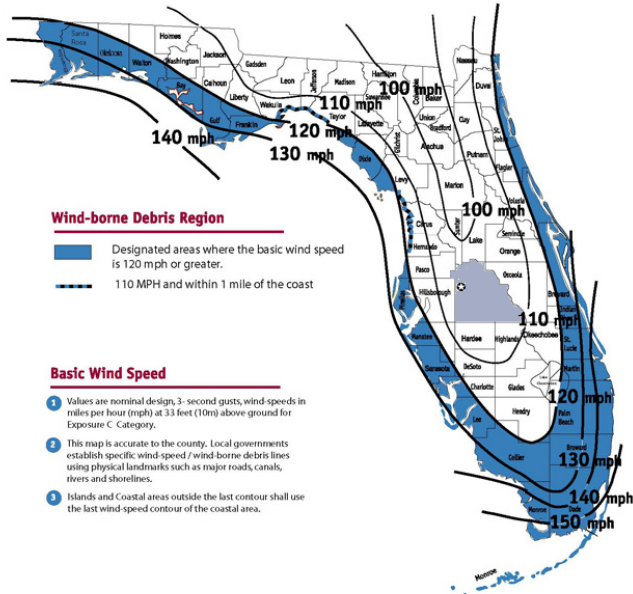 Santa
Rosa
Okaloosa
Walton
Holmes
Washington
Jackson
Bay
Calhoun
Gulf
Liberty
Gadsden
Franklin
Leon
Wakulla
Jefferson
Madison
Taylor
Hamilton
Suwannee
Lafayette
Dixie
Columbia
Baker
Nassau
Duval
Union
Bradford
Clay
St.
Gilchrist
Alachua
Putnam
Flagler
Levy
Marion
Volusia
Citrus
Sumter
Lake
Seminole
Hernando
Orange
Pasco
Osceola
Brevard
Pinellas
Hillsborough
Indian
Manatee
Hardee
Highlands
Okeechobee
St.
Lucie
Sarasota
DeSoto
Martin
Charlotte
Glades
Lee
Hendry
Palm
Beach
Collier
Broward
Monroe
Dade
Monroe
100 mph
110 mph
120 mph
130 mph
140 mph
100 mph
110 mph
120 mph
130 mph
140 mph
150 mph
Wind-borne Debris Region
Designated areas where the basic wind speed
is 120 mph or greater.
110 MPH and within 1 mile of the coast
Basic Wind Speed
1 Values are nominal design, 3- second gusts, wind-speeds in
miles per hour (mph) at 33 feet (10m) above ground for
Exposure C Category.
2 This map is accurate to the county. Local governments
establish specific wind-speed / wind-borne debris lines
using physical landmarks such as major roads, canals,
rivers and shorelines.
3 Islands and Coastal areas outside the last contour shall use
the last wind-speed contour of the coastal area.